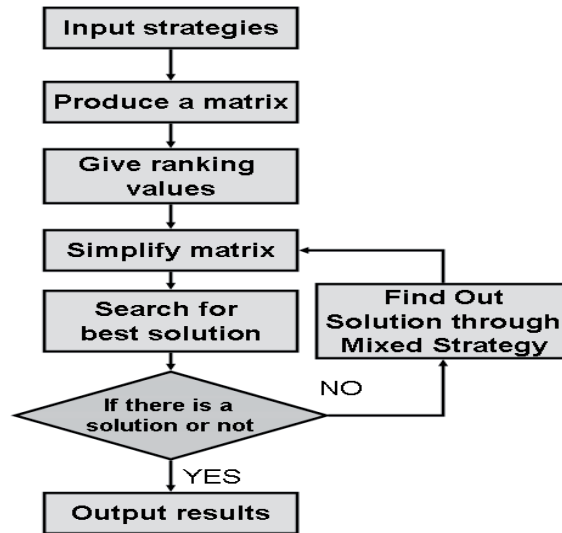 Input strategies
Produce a matrix
Give ranking
values
Simplify matrix
Search for
best solution
Find Out
Solution through
Mixed Strategy
NO
If there is a
solution or not
YES
Output results